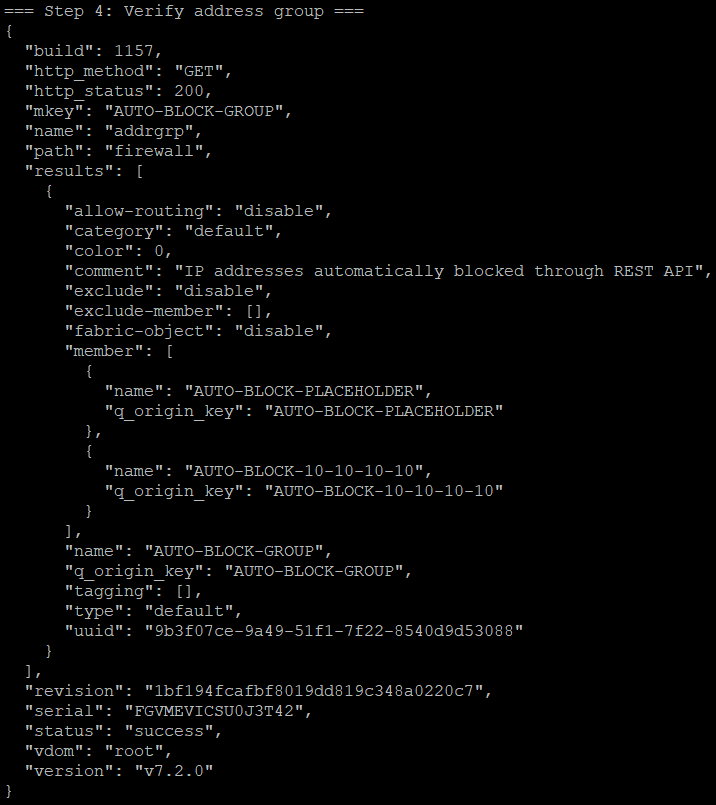 === Step 4: Verify address group ===
{
  "build": 1157,
  "http_method": "GET",
  "http_status": 200,
  "mkey": "AUTO-BLOCK-GROUP",
  "name": "addrgrp",
  "path": "firewall",
  "results": [
    {
      "allow-routing": "disable",
      "category": "default",
      "color": 0,
      "comment": "IP addresses automatically blocked through REST API",
      "exclude": "disable",
      "exclude-member": [],
      "fabric-object": "disable",
      "member": [
        {
          "name": "AUTO-BLOCK-PLACEHOLDER",
          "q_origin_key": "AUTO-BLOCK-PLACEHOLDER"
        },
        {
          "name": "AUTO-BLOCK-10-10-10-10",
          "q_origin_key": "AUTO-BLOCK-10-10-10-10"
        }
      ],
      "name": "AUTO-BLOCK-GROUP",
      "q_origin_key": "AUTO-BLOCK-GROUP",
      "tagging": [],
      "type": "default",
      "uuid": "9b3f07ce-9a49-51f1-7f22-8540d9d53088"
    }
  ],
  "revision": "1bf194fcafbf8019dd819c348a0220c7",
  "serial": "FGVMEVICSU0J3T42",
  "status": "success",
  "vdom": "root",
  "version": "v7.2.0"
}